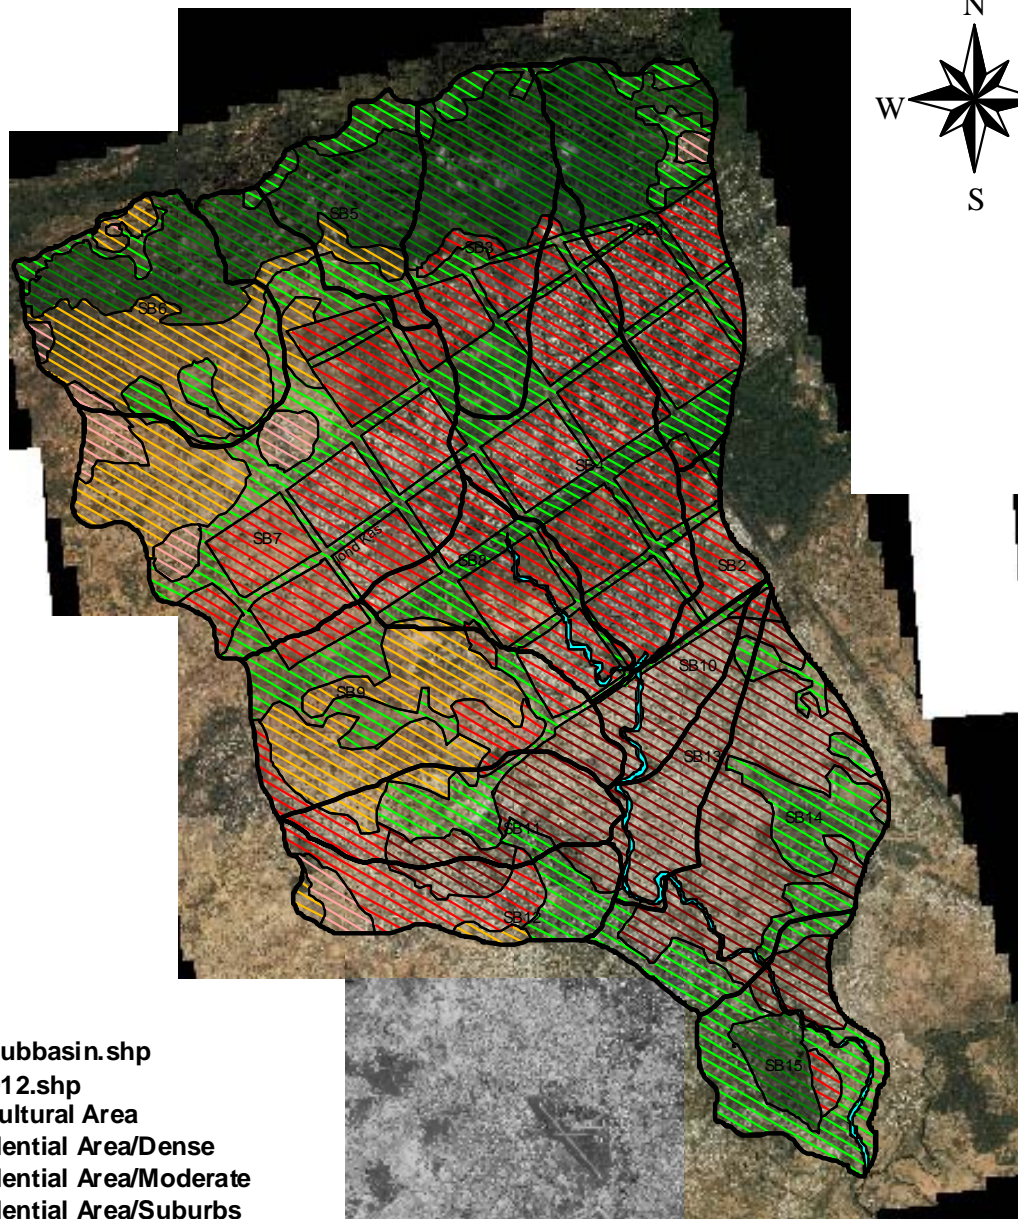 N
W
S
SB5
SB1
SB3
SB6
SB4
SB7
SB8
SB2
SB10
SB9
SB13
SB14
SB11
SB12
SB15
ubbasin.shp
12.shp
ultural Area
dential Area/Dense
dential Area/Moderate
dential Area/Suburbs